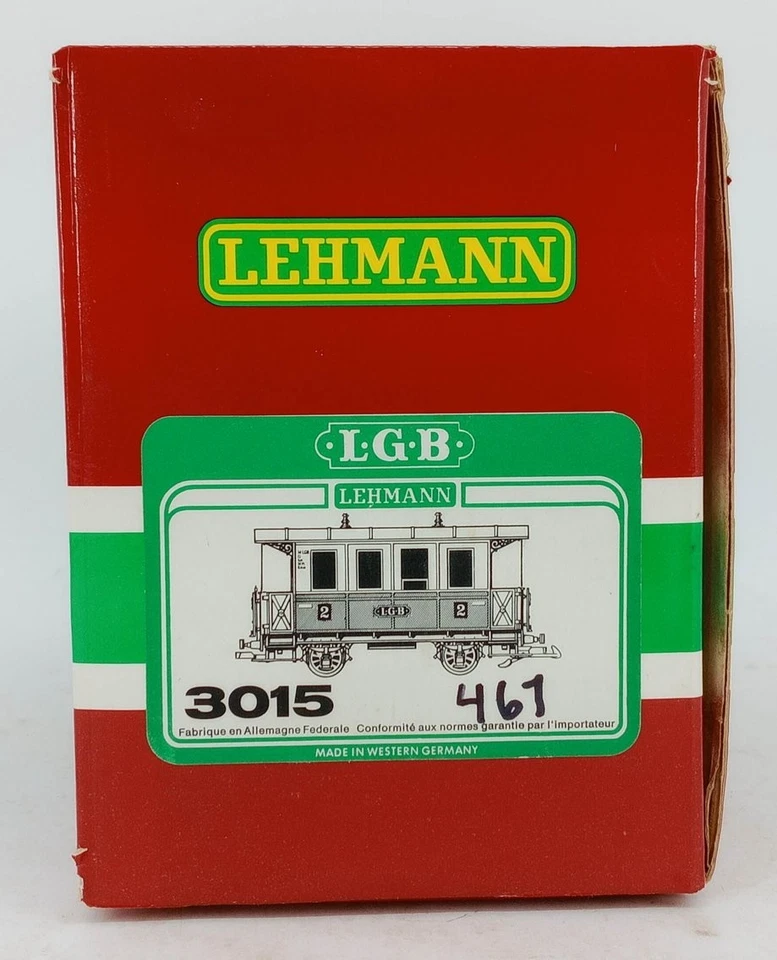 LEHMANN
L·G·B
LEHMANN
2 L·G·B 2
3015 461
Fabrique en Allemagne Federale Conformité aux normes garantie par l'importateur
MADE IN WESTERN GERMANY